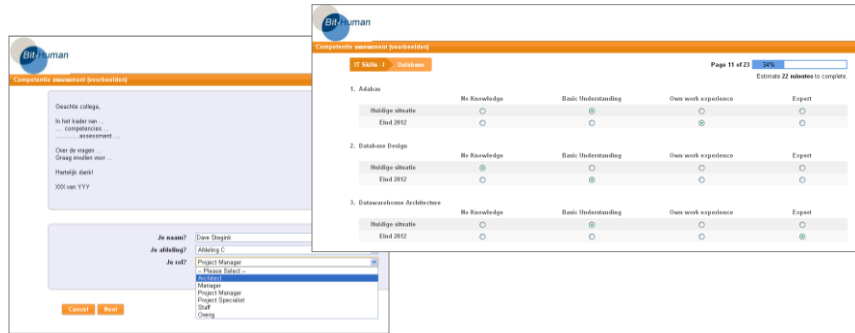 Bit-Human
Competentie assessment (voorbeelden)
Geachte collega,
In het kader van ...
.... competencies ...
............ assessment ....
Over de vragen ...
Graag invullen voor ...
Hartelijk dank!
XXX van YYY
Je naam? Dave Stegink
Je afdeling? Afdeling C
Je rol? Project Manager
-- Please Select --
Architect
Manager
Project Manager
Project Specialist
Staff
Overig
Cancel Next
Bit-Human
Competentie assessment (voorbeelden)
IT Skills - I Database Page 11 of 23 34%
Estimate 22 minutes to complete.
1. Adabas
No Knowledge Basic Understanding Own work experience Expert
Huidige situatie
Eind 2012
2. Database Design
No Knowledge Basic Understanding Own work experience Expert
Huidige situatie
Eind 2012
3. Datawarehouse Architecture
No Knowledge Basic Understanding Own work experience Expert
Huidige situatie
Eind 2012